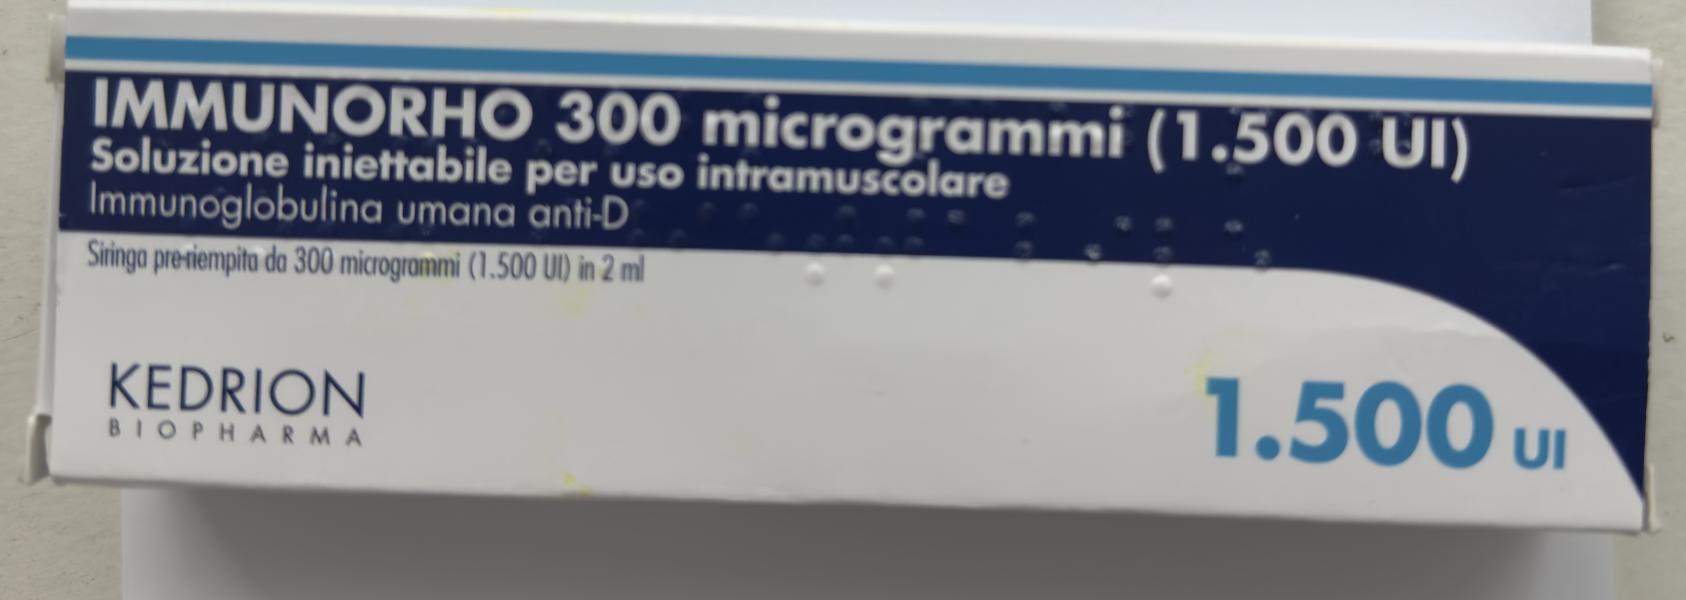 IMMUNORHO 300 microgrammi (1.500 UI)
Soluzione iniettabile per uso intramuscolare
Immunoglobulina umana anti-D
Siringa pre-riempita da 300 microgrammi (1.500 UI) in 2 ml
KEDRION
BIOPHARMA
1.500 UI